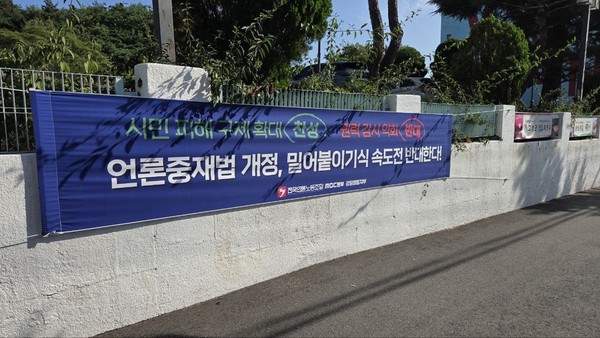 시민 피해 구제 확대 찬성 권력 감시 약화 반대
언론중재법 개정, 밀어붙이기식 속도전 반대한다!
전국언론노동조합 MBC본부